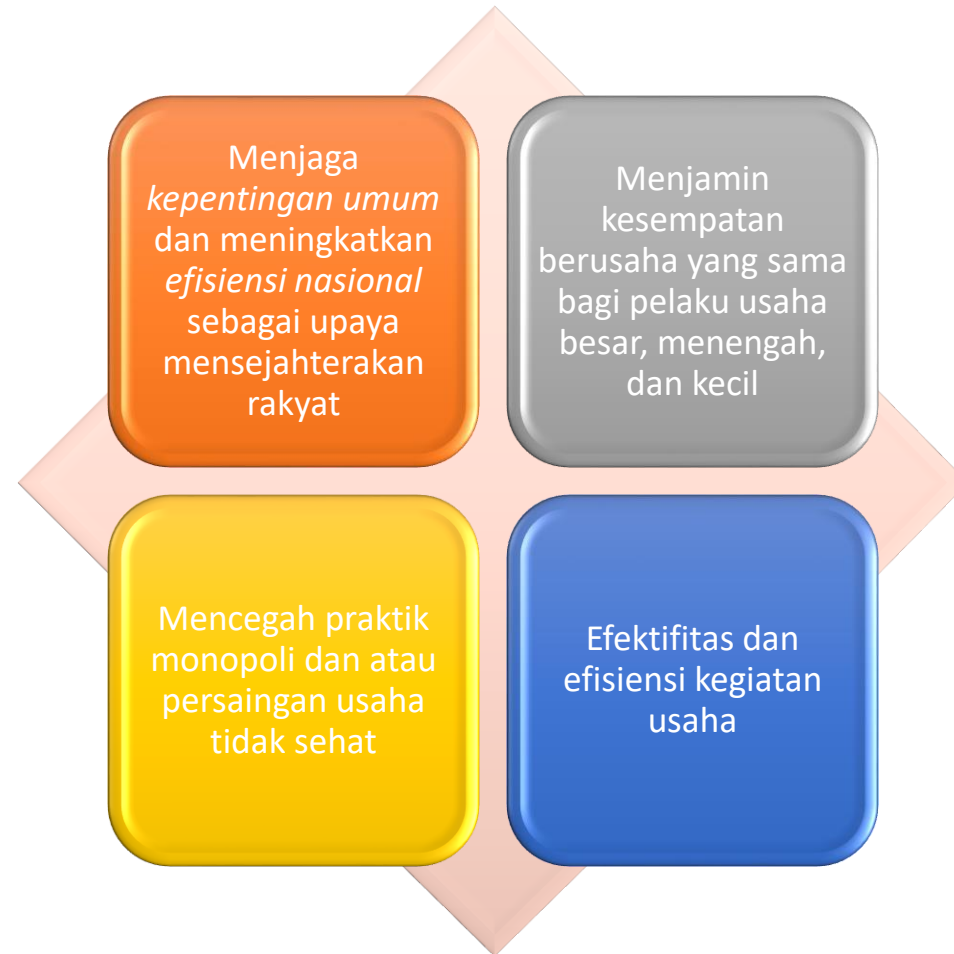 Menjaga
kepentingan umum
dan meningkatkan
efisiensi nasional
sebagai upaya
mensejahterakan
rakyat
Menjamin
kesempatan
berusaha yang sama
bagi pelaku usaha
besar, menengah,
dan kecil
Mencegah praktik
monopoli dan atau
persaingan usaha
tidak sehat
Efektifitas dan
efisiensi kegiatan
usaha